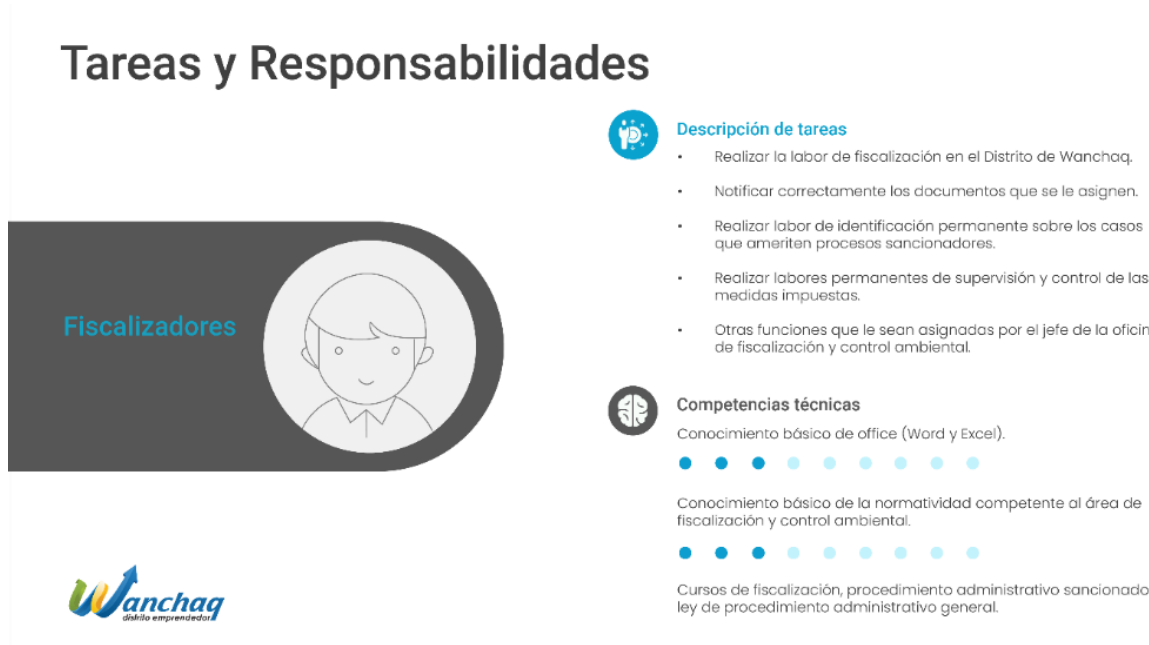 Tareas y Responsabilidades
Fiscalizadores
Descripción de tareas
• Realizar la labor de fiscalización en el Distrito de Wanchaq.
• Notificar correctamente los documentos que se le asignen.
• Realizar labor de identificación permanente sobre los casos
que ameriten procesos sancionadores.
• Realizar labores permanentes de supervisión y control de las
medidas impuestas.
• Otras funciones que le sean asignadas por el jefe de la oficin
de fiscalización y control ambiental.
Competencias técnicas
Conocimiento básico de office (Word y Excel).
Conocimiento básico de la normatividad competente al área de
fiscalización y control ambiental.
Cursos de fiscalización, procedimiento administrativo sancionado
ley de procedimiento administrativo general.
Wanchaq
distrito emprendedor